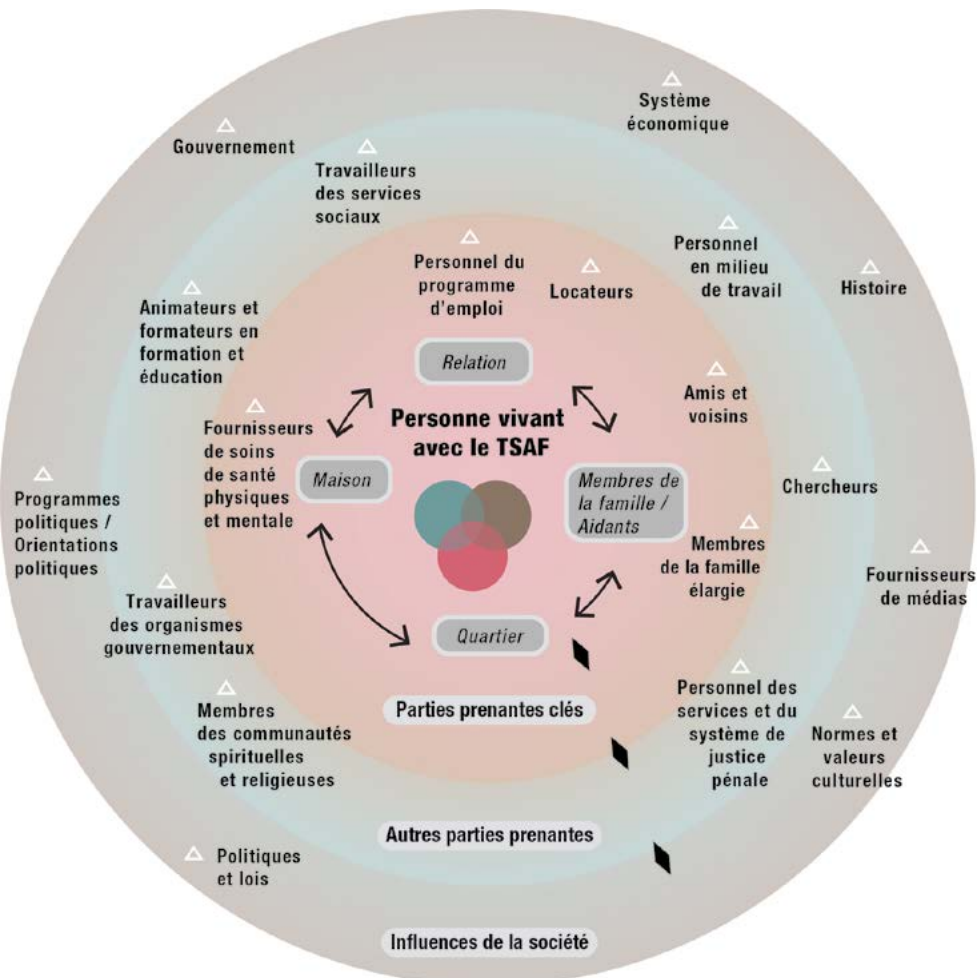 Système
économique
Gouvernement
Travailleurs
des services
sociaux
Personnel du
programme
d'emploi
Locateurs
Personnel
en milieu
de travail
Histoire
Animateurs et
formateurs en
formation et
éducation
Relation
Amis et
voisins
Fournisseurs
de soins
de santé
physiques
et mentale
Personne vivant
avec le TSAF
Maison
Membres de
la famille /
Aidants
Chercheurs
Programmes
politiques /
Orientations
politiques
Membres
de la famille
élargie
Fournisseurs
de médias
Travailleurs
des organismes
gouvernementaux
Quartier
Parties prenantes clés
Personnel des
services et du
système de
justice
pénale
Normes et
valeurs
culturelles
Membres
des communautés
spirituelles
et religieuses
Autres parties prenantes
Politiques
et lois
Influences de la société